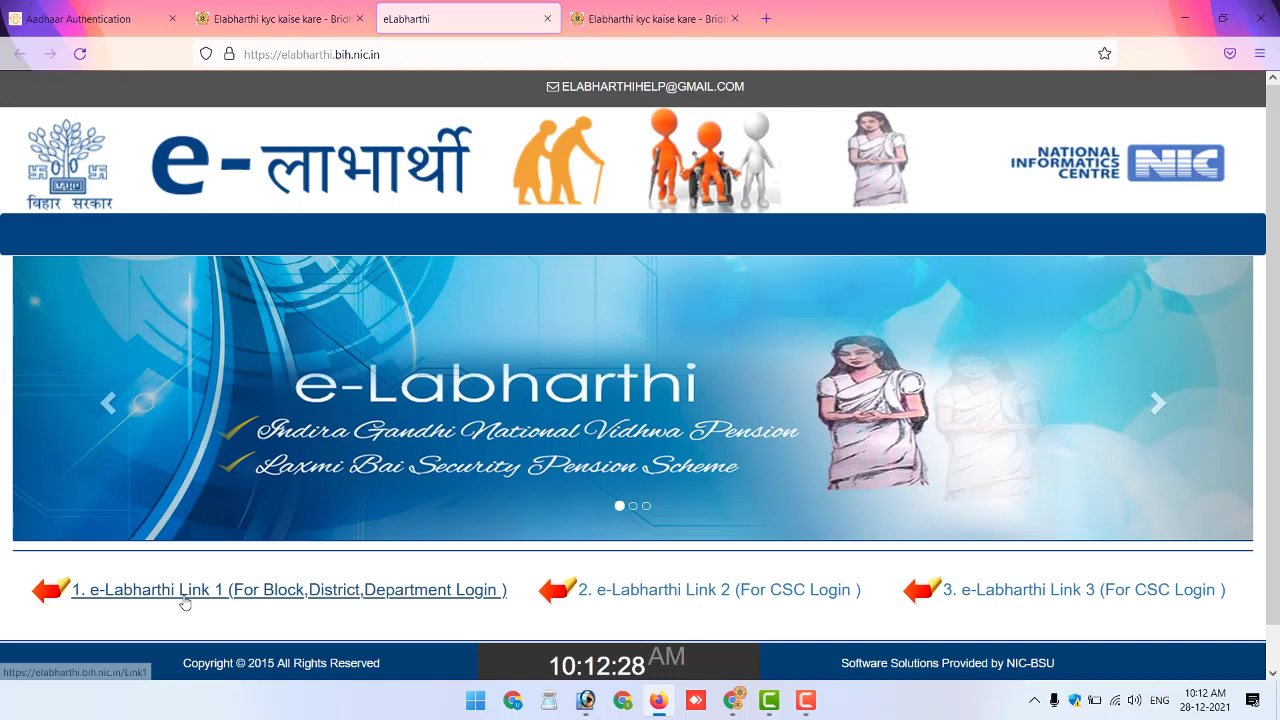 Aadhaar Authentication
Elabharthi kyc kaise kare - Bridh
eLabharthi
Elabharthi kyc kaise kare - Bridh
https://elabharthi.bih.nic.in
ELABHARTHIHELP@GMAIL.COM
बिहार सरकार
e-लाभार्थी
NATIONAL
INFORMATICS
CENTRE
NIC
e-Labharthi
Indira Gandhi National Vidhwa Pension
Laxmi Bai Security Pension Scheme
1. e-Labharthi Link 1 (For Block,District,Department Login )
2. e-Labharthi Link 2 (For CSC Login )
3. e-Labharthi Link 3 (For CSC Login )
Copyright © 2015 All Rights Reserved
10:12:28 AM
Software Solutions Provided by NIC-BSU
https://elabharthi.bih.nic.in/Link1
ENG
10:12 AM
28-12-2021